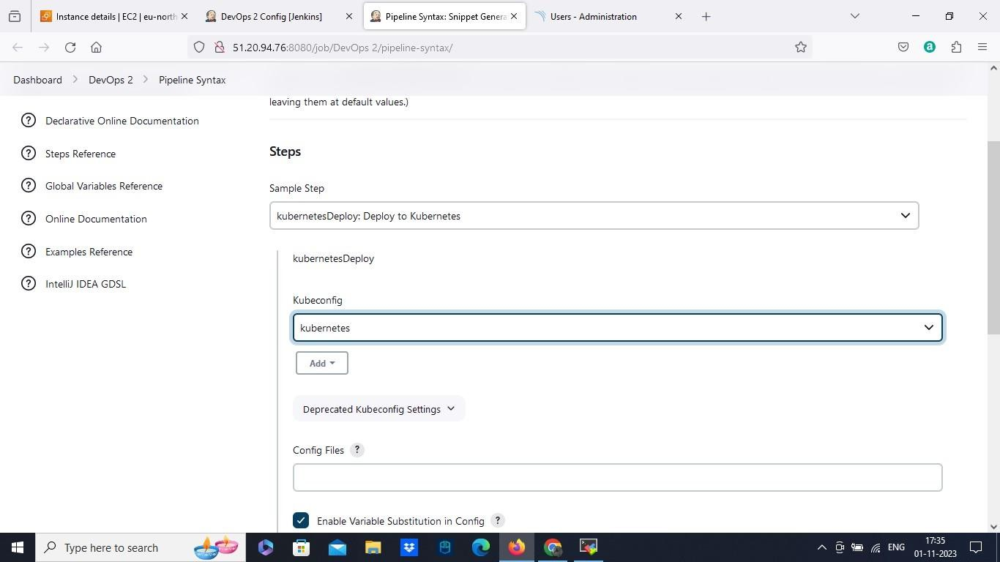 Instance details | EC2 | eu-north
DevOps 2 Config [Jenkins]
Pipeline Syntax: Snippet Genera
Users - Administration
51.20.94.76:8080/job/DevOps 2/pipeline-syntax/
Dashboard
DevOps 2
Pipeline Syntax
leaving them at default values.)
Declarative Online Documentation
Steps Reference
Global Variables Reference
Online Documentation
Examples Reference
IntelliJ IDEA GDSL
Steps
Sample Step
kubernetesDeploy: Deploy to Kubernetes
kubernetesDeploy
Kubeconfig
kubernetes
Add
Deprecated Kubeconfig Settings
Config Files ?
Enable Variable Substitution in Config ?
Type here to search
ENG
17:35
01-11-2023